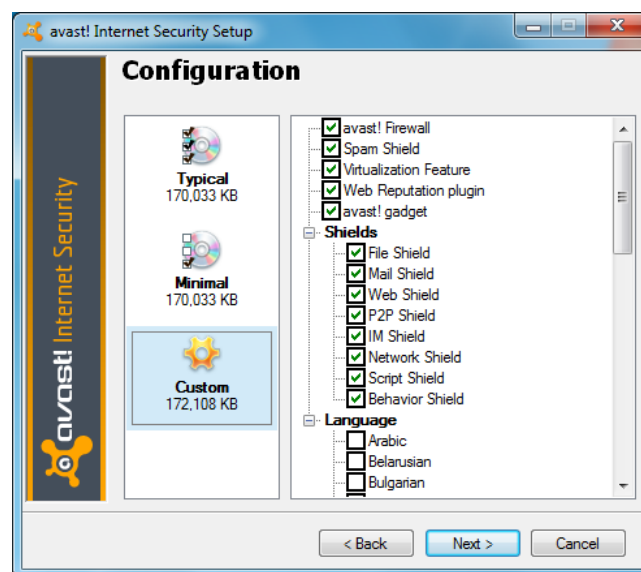 avast! Internet Security Setup
Configuration
avast! Internet Security
Typical
170,033 KB
Minimal
170,033 KB
Custom
172,108 KB
avast! Firewall
Spam Shield
Virtualization Feature
Web Reputation plugin
avast! gadget
Shields
File Shield
Mail Shield
Web Shield
P2P Shield
IM Shield
Network Shield
Script Shield
Behavior Shield
Language
Arabic
Belarusian
Bulgarian
< Back
Next >
Cancel